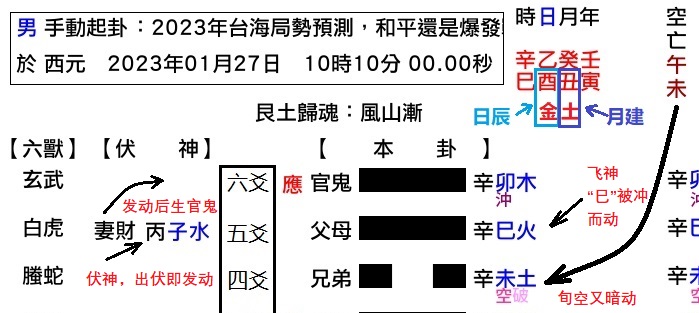 男 手動起卦：2023年台海局勢預測，和平還是爆發
於 西元 2023年01月27日 10時10分 00.00秒
時日月年
辛乙癸壬
巳酉丑寅
金土
日辰
月建
空亡午未
艮土歸魂：風山漸
【六獸】【伏 神】 【 本 卦 】
玄武 六爻 應 官鬼 辛卯木 辛卯
沖
发动后生官鬼
飞神
“巳”被冲
而动
白虎 妻財 丙子水 五爻 父母 辛巳火 辛巳
螣蛇 四爻 兄弟 辛未土 辛未
伏神，出伏即发动
空破
旬空又暗动
空